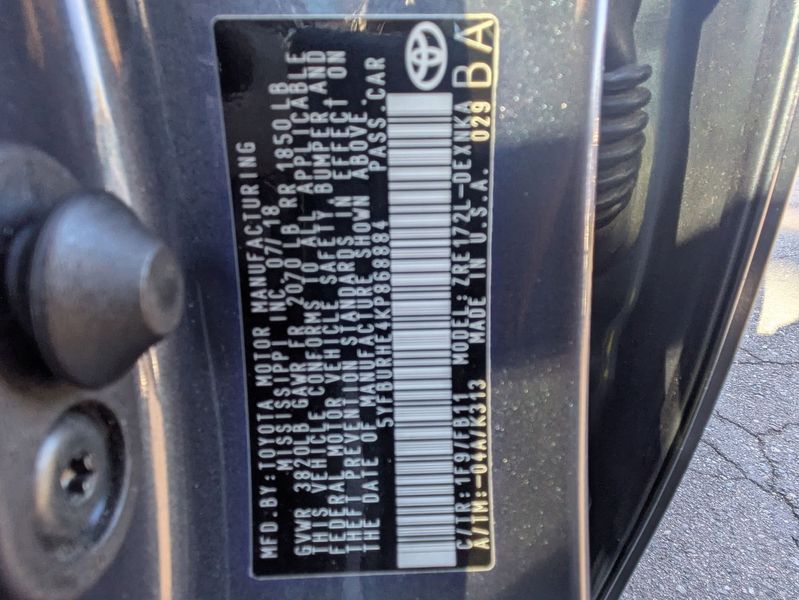 MFD.BY:TOYOTA MOTOR MANUFACTURING
MISSISSIPPI INC. 07/18
GVWR 3820LB GAWR FR 2070 LB RR 1850 LB
THIS VEHICLE CONFORMS TO ALL APPLICABLE
FEDERAL MOTOR VEHICLE SAFETY, BUMPER AND
THEFT PREVENTION STANDARDS IN EFFECT ON
THE DATE OF MANUFACTURE SHOWN ABOVE.
5YFBURHE4KP868884 PASS.CAR
C/TR:1F9/FB11 MODEL:ZRE172L-DEXNKA
A/TM:-04A/K313 MADE IN U.S.A. 029 BA